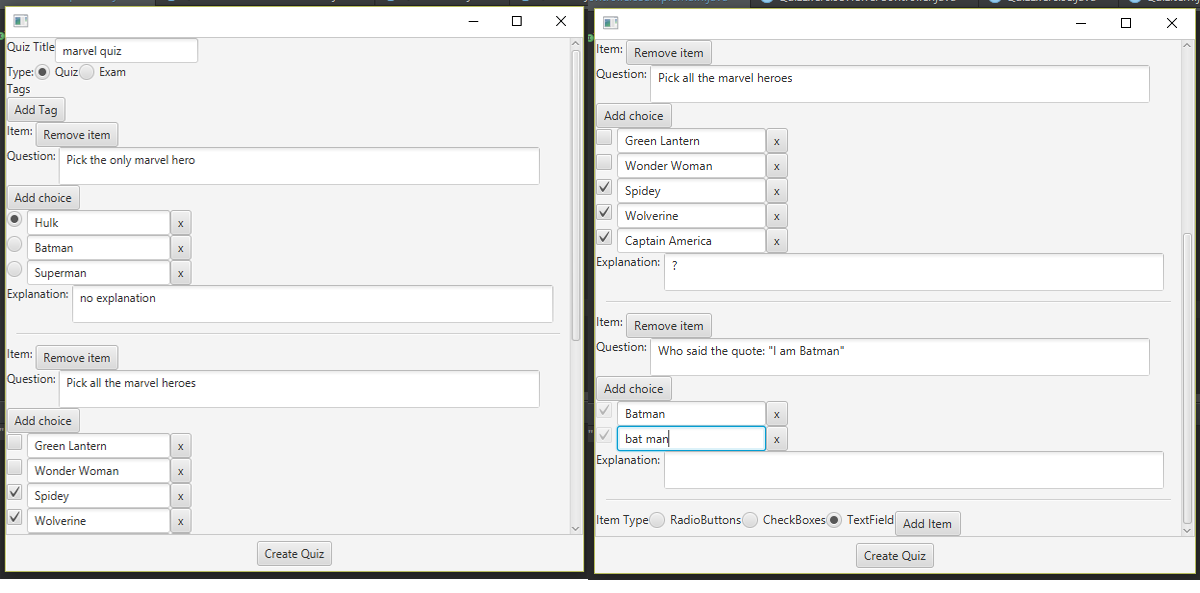 Quiz Title marvel quiz
Type: Quiz Exam
Tags
Add Tag
Item: Remove item
Question: Pick the only marvel hero
Add choice
Hulk x
Batman x
Superman x
Explanation: no explanation
Item: Remove item
Question: Pick all the marvel heroes
Add choice
Green Lantern x
Wonder Woman x
Spidey x
Wolverine x
Create Quiz
Item: Remove item
Question: Pick all the marvel heroes
Add choice
Green Lantern x
Wonder Woman x
Spidey x
Wolverine x
Captain America x
Explanation: ?
Item: Remove item
Question: Who said the quote: "I am Batman"
Add choice
Batman x
bat man x
Explanation:
Item Type RadioButtons CheckBoxes TextField Add Item
Create Quiz